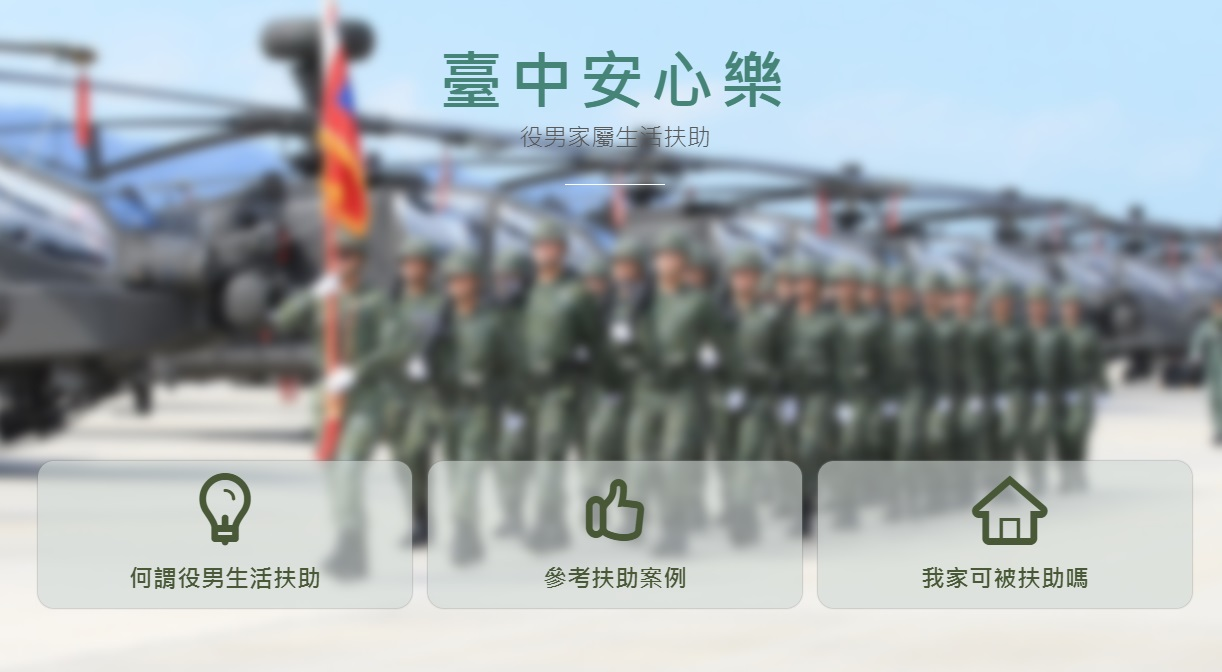 臺中安心樂
役男家屬生活扶助
何謂役男生活扶助
參考扶助案例
我家可被扶助嗎